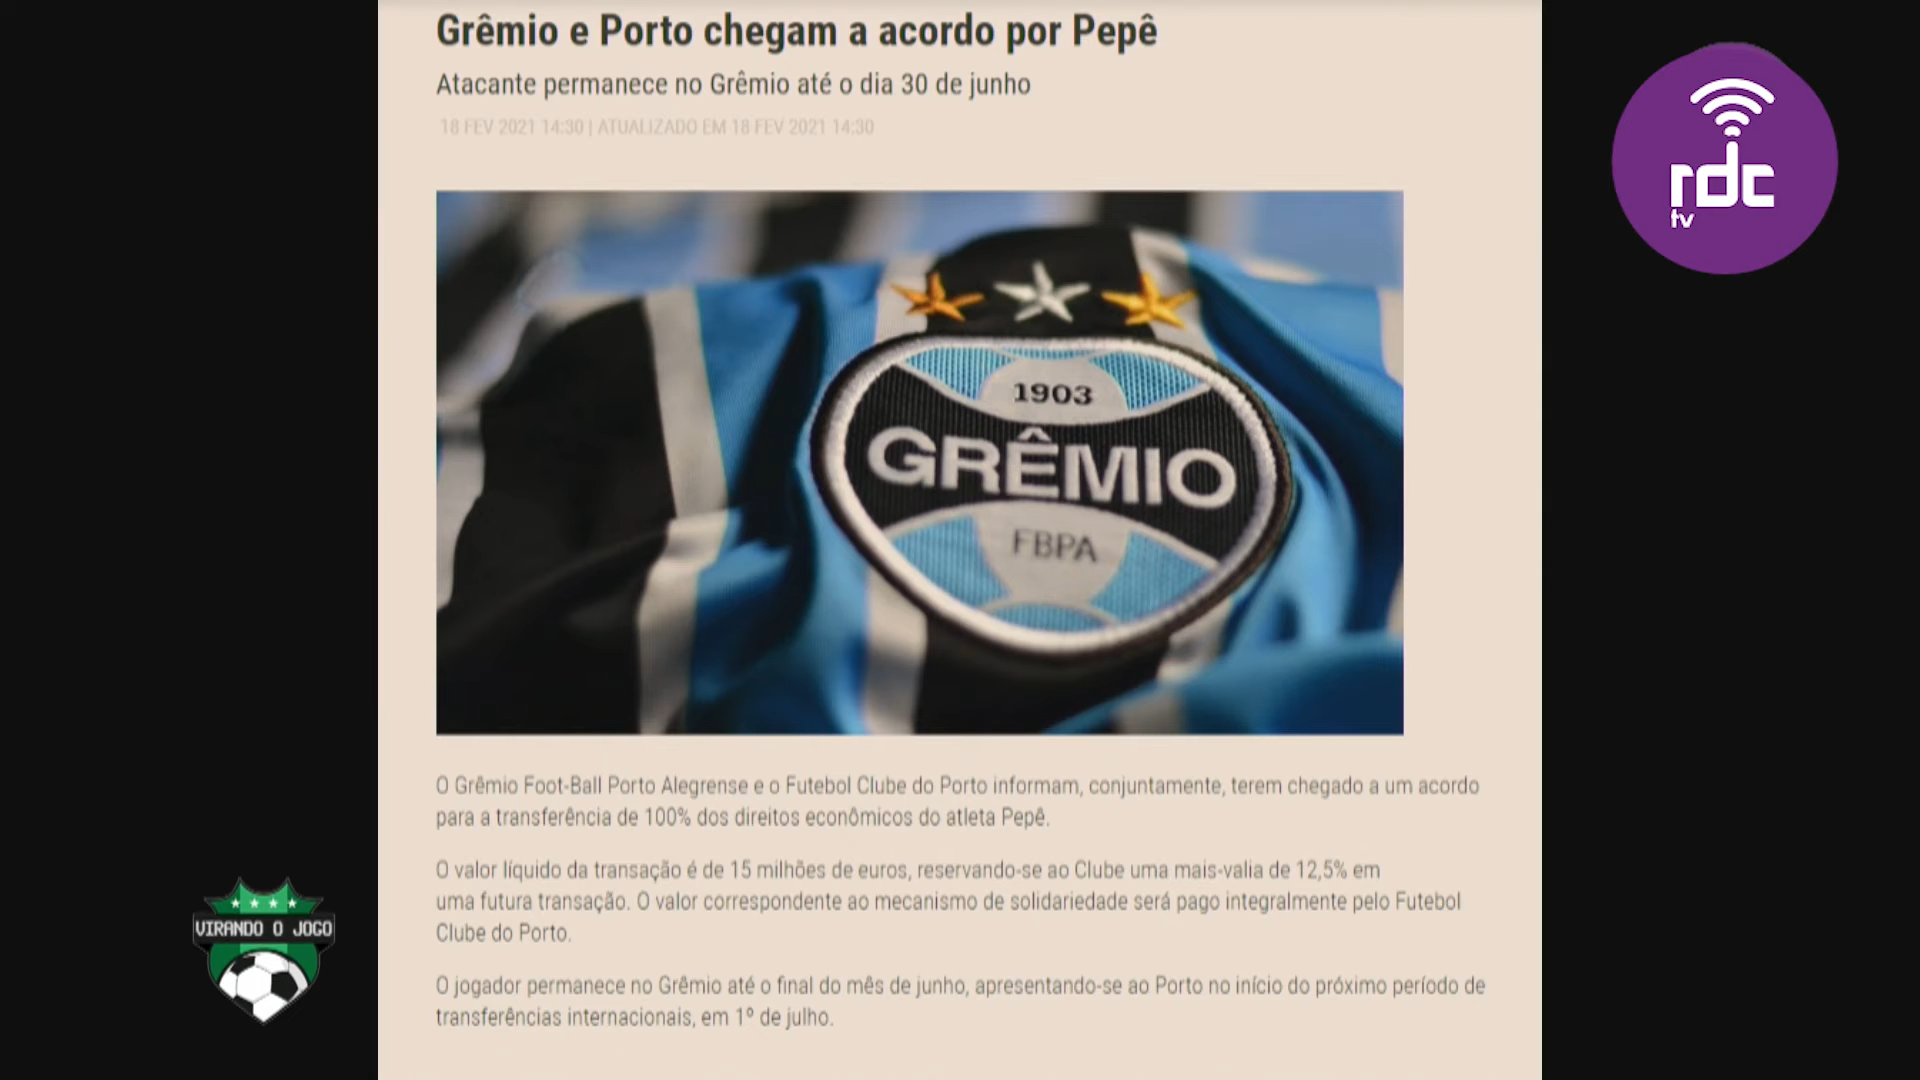 Grêmio e Porto chegam a acordo por Pepê
Atacante permanece no Grêmio até o dia 30 de junho
18 FEV 2021 14:30 | ATUALIZADO EM 18 FEV 2021 14:30
rdc
tv
1903
GRÊMIO
FBPA
O Grêmio Foot-Ball Porto Alegrense e o Futebol Clube do Porto informam, conjuntamente, terem chegado a um acordo
para a transferência de 100% dos direitos econômicos do atleta Pepê.
O valor líquido da transação é de 15 milhões de euros, reservando-se ao Clube uma mais-valia de 12,5% em
uma futura transação. O valor correspondente ao mecanismo de solidariedade será pago integralmente pelo Futebol
Clube do Porto.
VIRANDO O JOGO
O jogador permanece no Grêmio até o final do mês de junho, apresentando-se ao Porto no início do próximo período de
transferências internacionais, em 1º de julho.